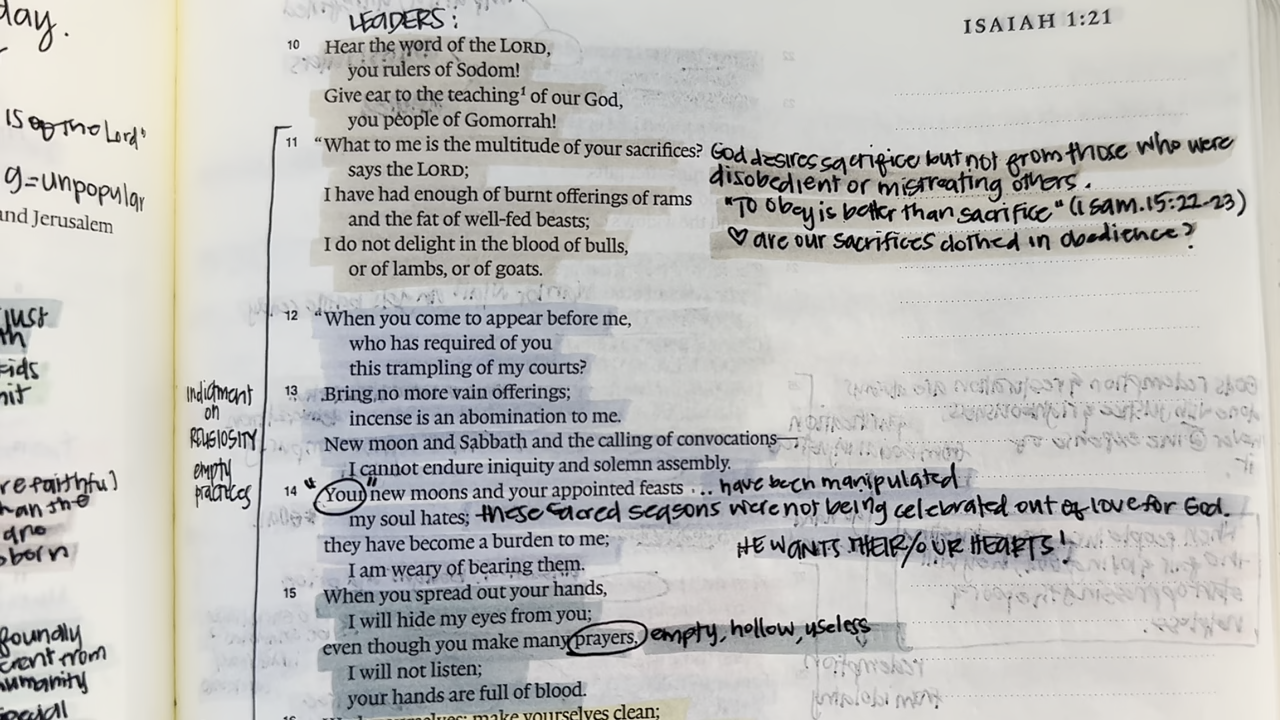 day.
is of the Lord"
g=unpopular
and Jerusalem
just
th
kids
nit
re faithful
han the
and
born
foundly
cient from
umanity
special
ISAIAH 1:21
LEADERS:
10 Hear the word of the LORD,
you rulers of Sodom!
Give ear to the teaching1 of our God,
you people of Gomorrah!
11 “What to me is the multitude of your sacrifices? God desires sacrifice but not from those who were
says the LORD; disobedient or mistreating others.
I have had enough of burnt offerings of rams "To obey is better than sacrifice" (1 sam. 15:22-23)
and the fat of well-fed beasts;
I do not delight in the blood of bulls, ♡ are our sacrifices clothed in obedience?
or of lambs, or of goats.
12 “When you come to appear before me,
who has required of you
this trampling of my courts?
indictment
on
RELIGIOSITY
empty
practices
13 Bring no more vain offerings;
incense is an abomination to me.
New moon and Sabbath and the calling of convocations—
I cannot endure iniquity and solemn assembly.
14 "Your" new moons and your appointed feasts ... have been manipulated
my soul hates; these sacred seasons were not being celebrated out of love for God.
they have become a burden to me; HE WANTS THEIR/OUR HEARTS!
I am weary of bearing them.
15 When you spread out your hands,
I will hide my eyes from you;
even though you make many prayers, empty, hollow, useless
I will not listen;
your hands are full of blood.
make yourselves clean;